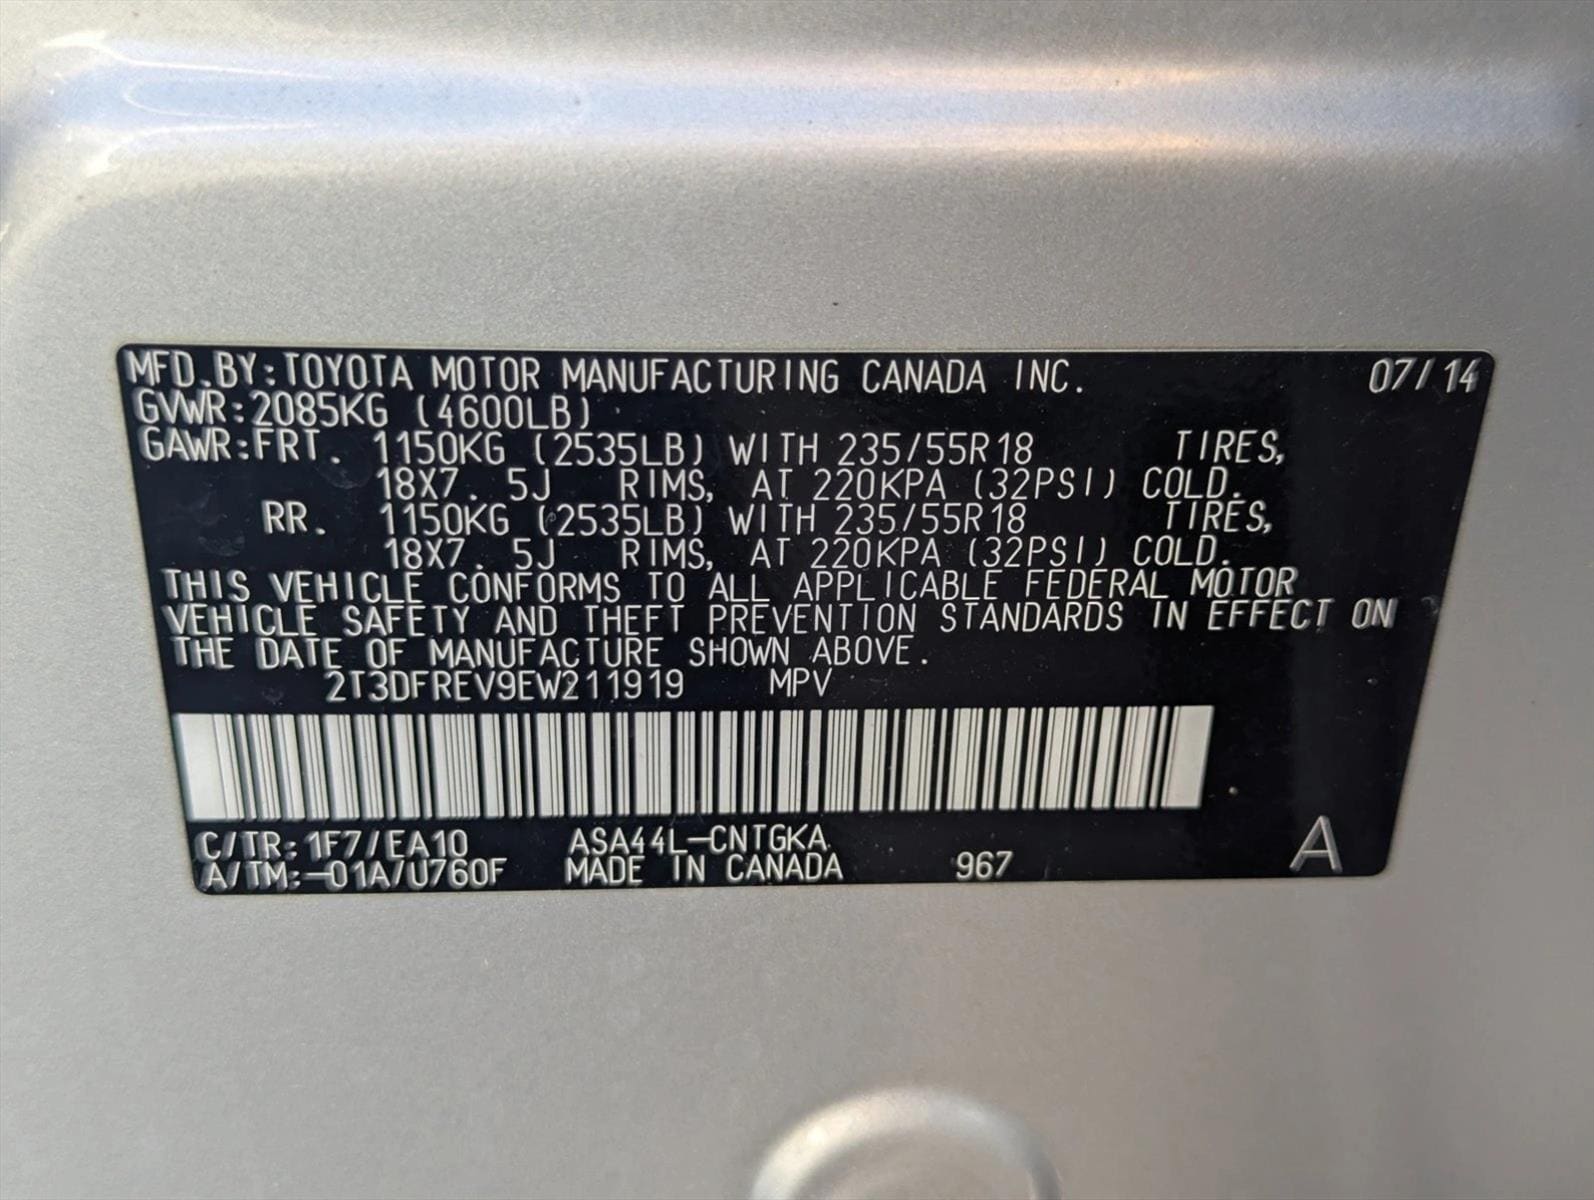 MFD.BY:TOYOTA MOTOR MANUFACTURING CANADA INC. 07/14
GVWR:2085KG (4600LB)
GAWR:FRT. 1150KG (2535LB) WITH 235/55R18 TIRES,
18X7.5J RIMS, AT 220KPA (32PSI) COLD.
RR. 1150KG (2535LB) WITH 235/55R18 TIRES,
18X7.5J RIMS, AT 220KPA (32PSI) COLD.
THIS VEHICLE CONFORMS TO ALL APPLICABLE FEDERAL MOTOR
VEHICLE SAFETY AND THEFT PREVENTION STANDARDS IN EFFECT ON
THE DATE OF MANUFACTURE SHOWN ABOVE.
2T3DFREV9EW211919 MPV
C/TR:1F7/EA10 ASA44L-CNTGKA
A/TM:-01A/U760F MADE IN CANADA 967 A